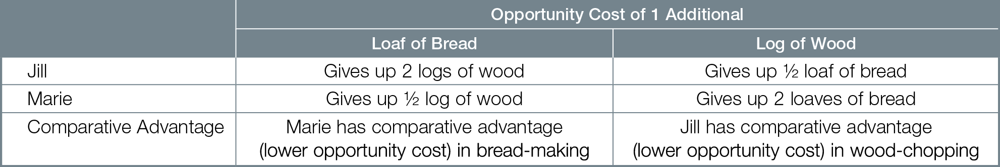 Opportunity Cost of 1 Additional
Loaf of Bread
Log of Wood
Jill
Gives up 2 logs of wood
Gives up ½ loaf of bread
Marie
Gives up ½ log of wood
Gives up 2 loaves of bread
Comparative Advantage
Marie has comparative advantage
(lower opportunity cost) in bread-making
Jill has comparative advantage
(lower opportunity cost) in wood-chopping